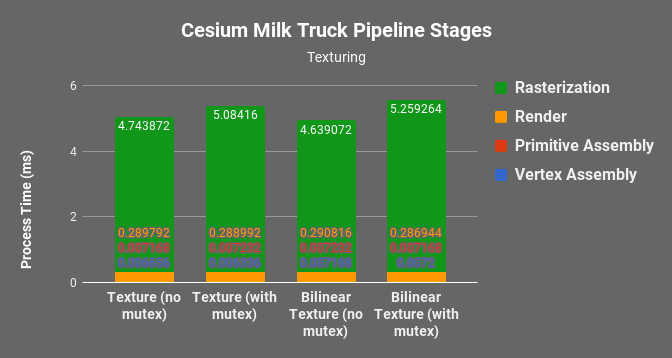 Cesium Milk Truck Pipeline Stages
Texturing
Rasterization
Render
Primitive Assembly
Vertex Assembly
Process Time (ms)
6
4
2
0
4.743872
5.08416
4.639072
5.259264
0.289792
0.288992
0.290816
0.286944
0.0072
Texture (no mutex)
Texture (with mutex)
Bilinear Texture (no mutex)
Bilinear Texture (with mutex)